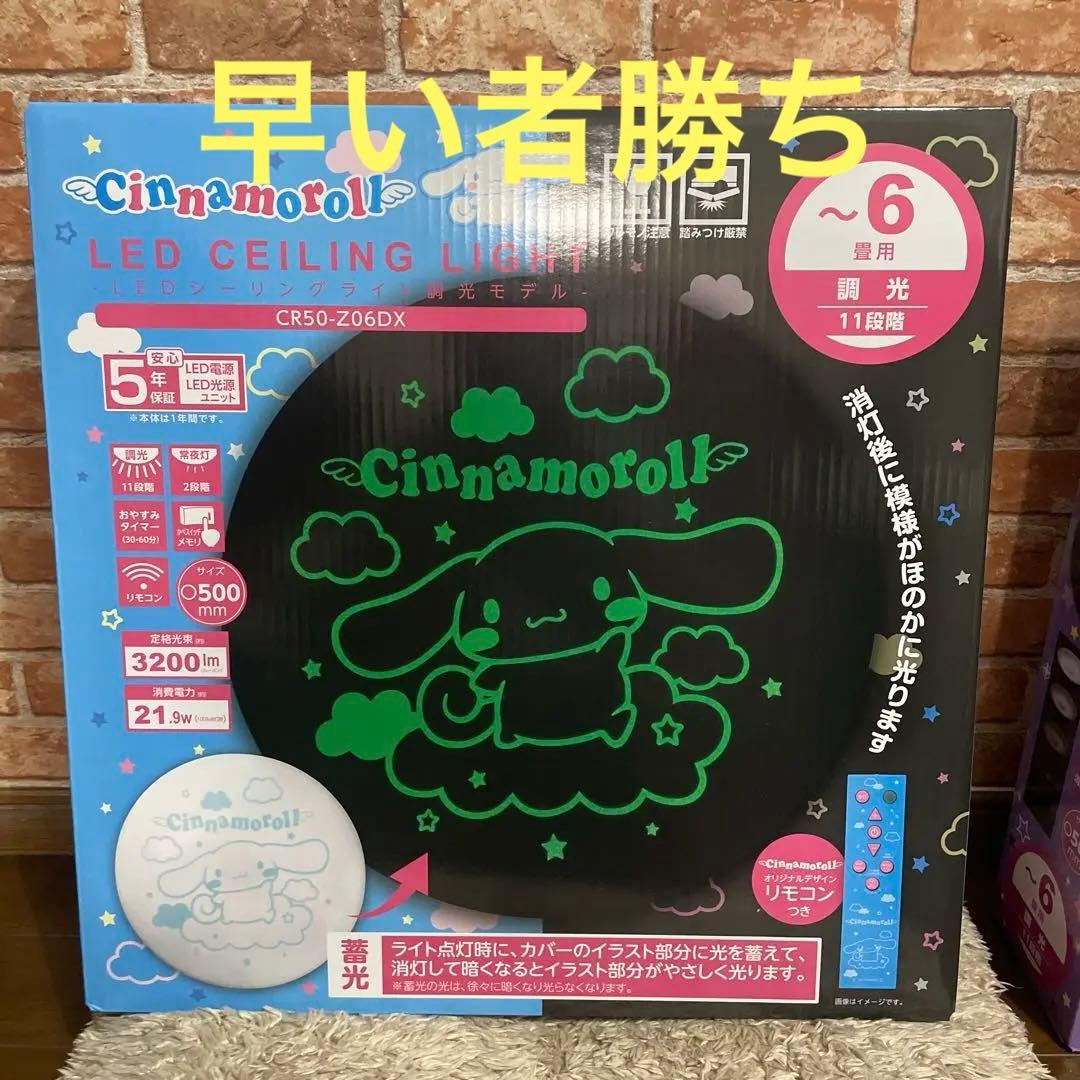 早い者勝ち
Cinnamoroll
LED CEILING LIGHT
-LEDシーリングライト調光モデル-
CR50-Z06DX
踏みつけ厳禁
～6
畳用
調光
11段階
安心
5年
保証
LED電源
LED光源
ユニット
※本体は1年間です。
調光
11段階
常夜灯
2段階
おやすみ
タイマー
(30・60分)
かべスイッチ
メモリ
リモコン
サイズ
○500
mm
定格光束
3200lm
消費電力
21.9W
消灯後に模様がほのかに光ります
Cinnamoroll
Cinnamoroll
Cinnamoroll
オリジナルデザイン
リモコン
つき
Cinnamoroll
蓄光
ライト点灯時に、カバーのイラスト部分に光を蓄えて、
消灯して暗くなるとイラスト部分がやさしく光ります。
※蓄光の光は、徐々に暗くなり光らなくなります。
画像はイメージです。
～6
畳用